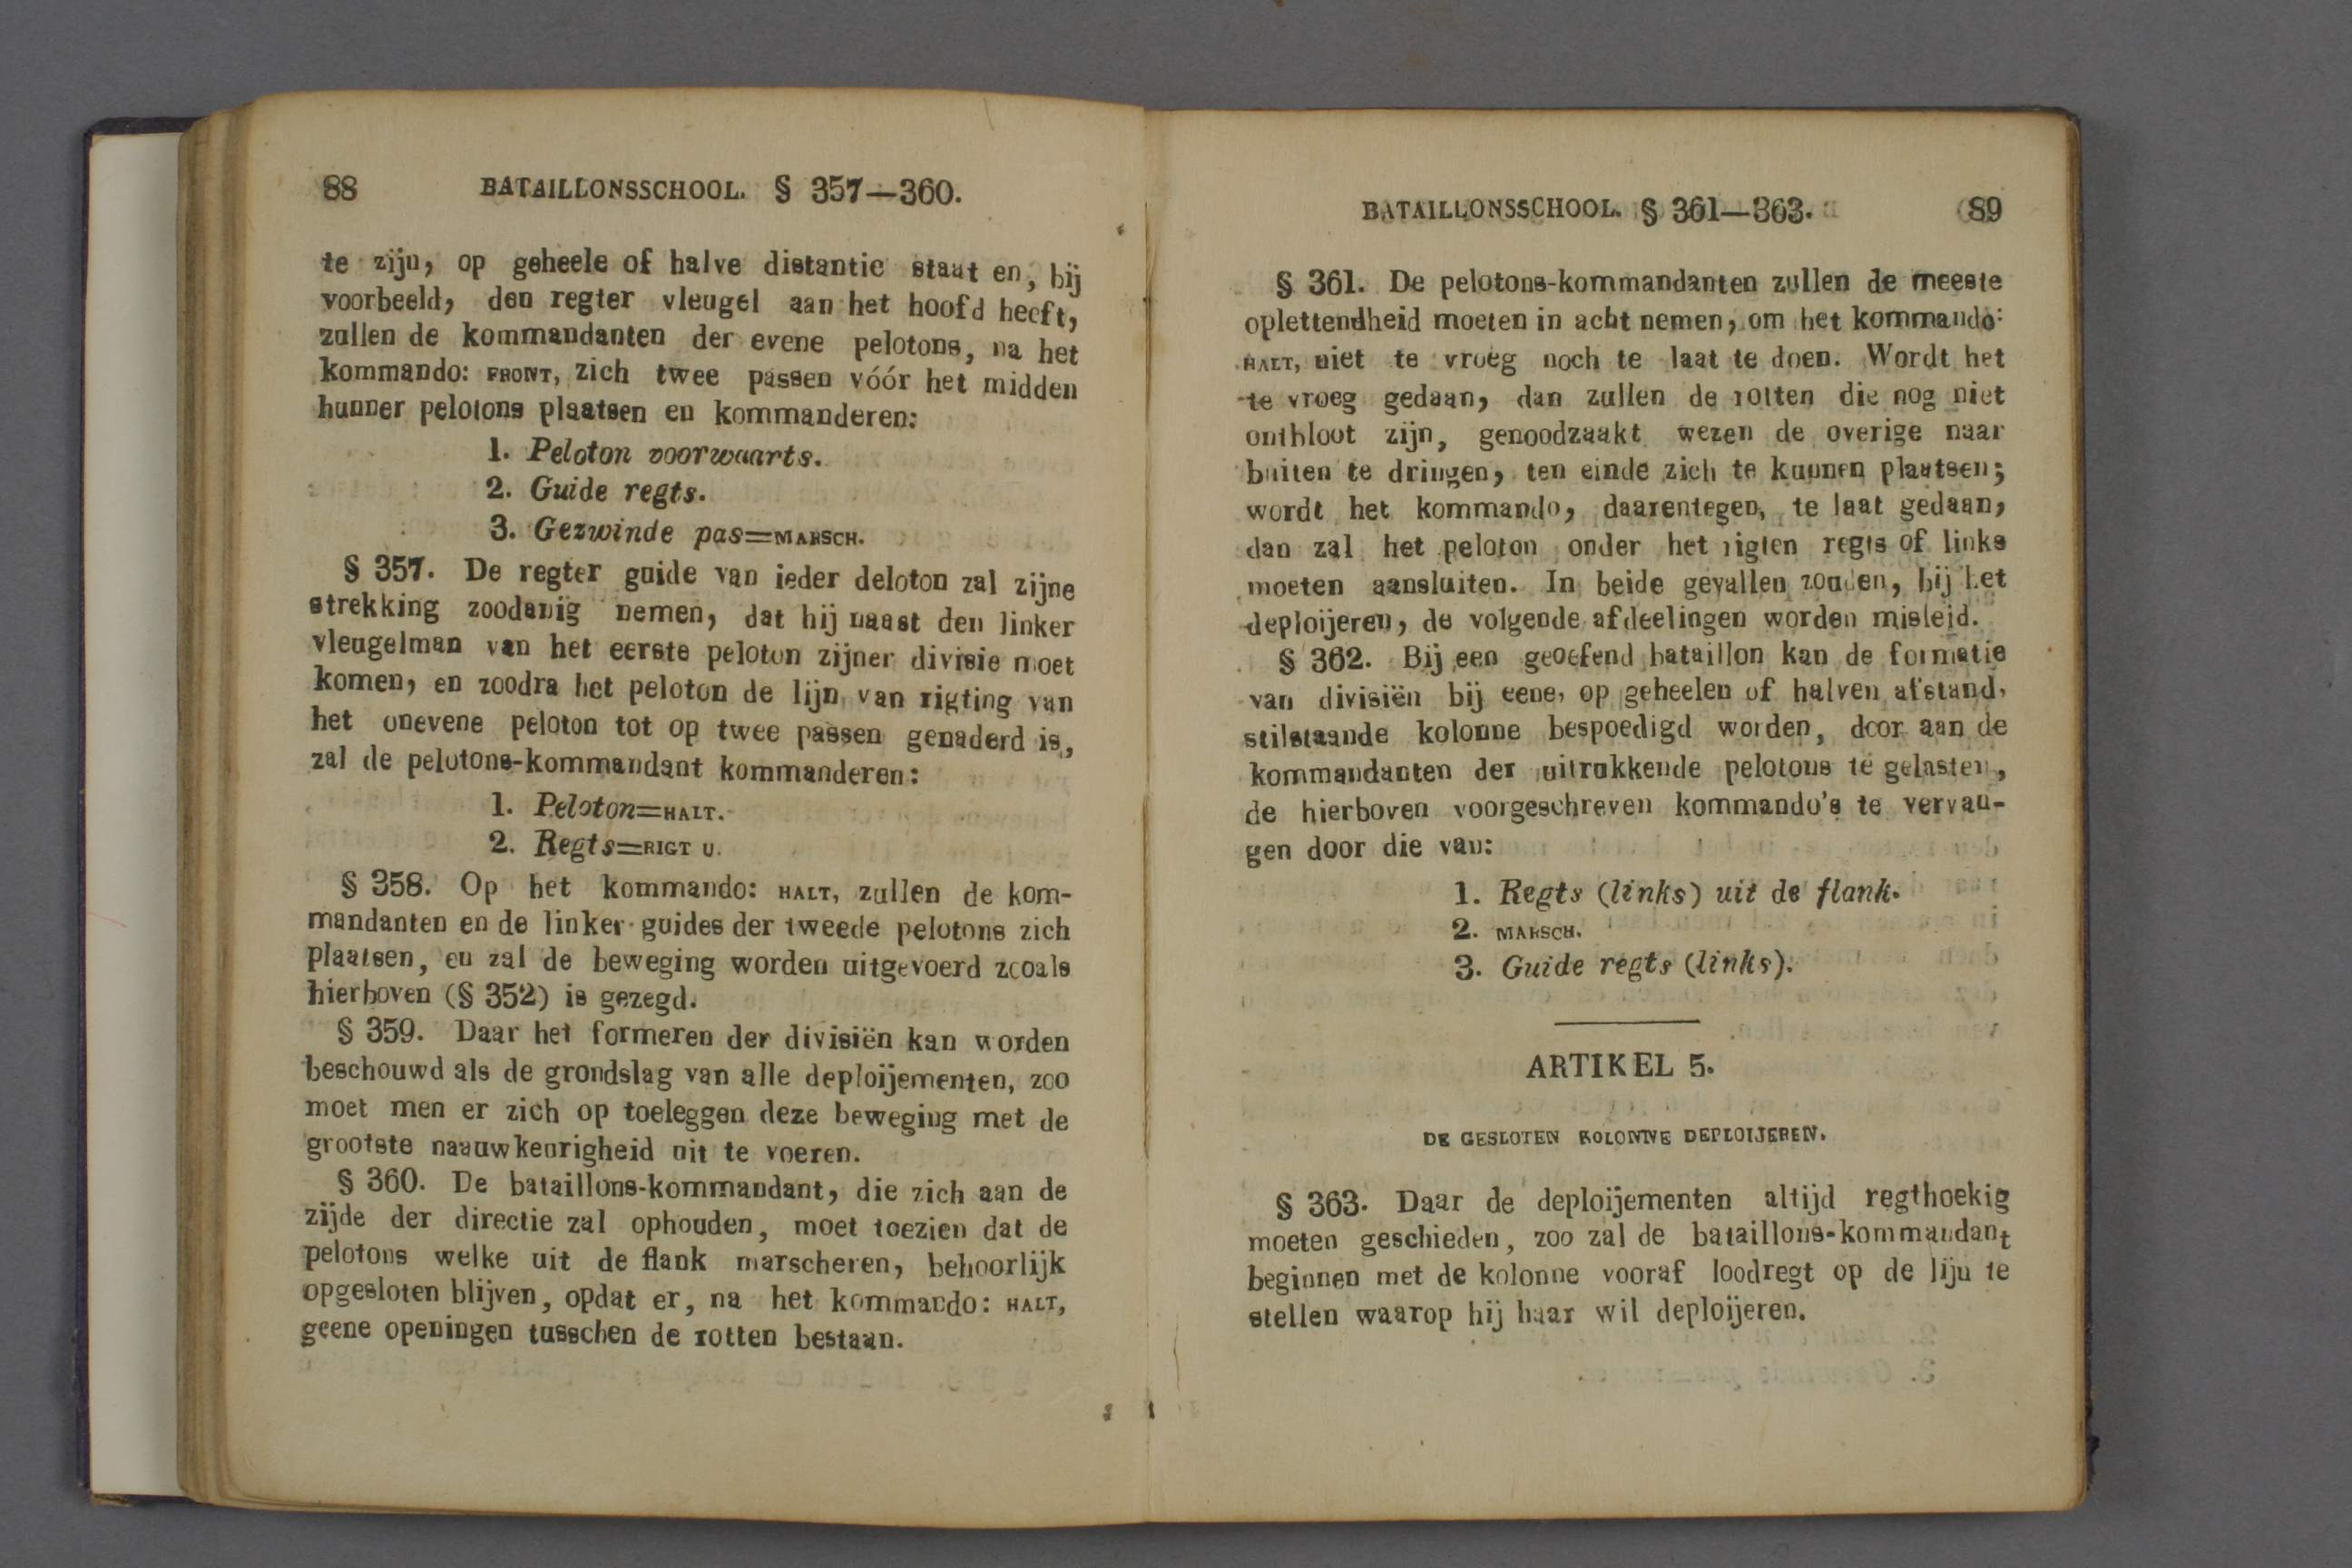 88 BATAILLONSSCHOOL. § 357—360.
te zijn, op geheele of halve distantie staat en, bij
voorbeeld, den regter vleugel aan het hoofd heeft,
zullen de kommandanten der evene pelotons, na het
kommando: FRONT, zich twee passen vóór het midden
hunner pelotons plaatsen en kommanderen:
1. Peloton voorwaarts.
2. Guide regts.
3. Gezwinde pas=MARSCH.
§ 357. De regter guide van ieder deloton zal zijne
strekking zoodanig nemen, dat hij naast den linker
vleugelman van het eerste peloton zijner divisie moet
komen, en zoodra het peloton de lijn van rigting van
het onevene peloton tot op twee passen genaderd is,
zal de pelotons-kommandant kommanderen:
1. Peloton=HALT.
2. Regts=RIGT U.
§ 358. Op het kommando: HALT, zullen de kom-
mandanten en de linker guides der tweede pelotons zich
plaatsen, en zal de beweging worden uitgevoerd zooals
hierboven (§ 352) is gezegd.
§ 359. Daar het formeren der divisiën kan worden
beschouwd als de grondslag van alle deploijementen, zoo
moet men er zich op toeleggen deze beweging met de
grootste naauwkeurigheid uit te voeren.
§ 360. De bataillons-kommandant, die zich aan de
zijde der directie zal ophouden, moet toezien dat de
pelotons welke uit de flank marscheren, behoorlijk
opgesloten blijven, opdat er, na het kommando: HALT,
geene openingen tusschen de rotten bestaan.
BATAILLONSSCHOOL. § 361—363. 89
§ 361. De pelotons-kommandanten zullen de meeste
oplettendheid moeten in acht nemen, om het kommando:
HALT, niet te vroeg noch te laat te doen. Wordt het
te vroeg gedaan, dan zullen de rotten die nog niet
ontbloot zijn, genoodzaakt wezen de overige naar
buiten te dringen, ten einde zich te kunnen plaatsen;
wordt het kommando, daarentegen, te laat gedaan,
dan zal het peloton onder het rigten regts of links
moeten aansluiten. In beide gevallen zouden, bij het
deploijeren, de volgende afdeelingen worden misleid.
§ 362. Bij een geoefend bataillon kan de formatie
van divisiën bij eene, op geheelen of halven afstand,
stilstaande kolonne bespoedigd worden, door aan de
kommandanten der uitrukkende pelotons te gelasten,
de hierboven voorgeschreven kommando's te vervan-
gen door die van:
1. Regts (links) uit de flank.
2. MARSCH.
3. Guide regts (links).
ARTIKEL 5.
DE GESLOTEN KOLONNE DEPLOIJEREN.
§ 363. Daar de deploijementen altijd regthoekig
moeten geschieden, zoo zal de bataillons-kommandant
beginnen met de kolonne vooraf loodregt op de lijn te
stellen waarop hij haar wil deploijeren.